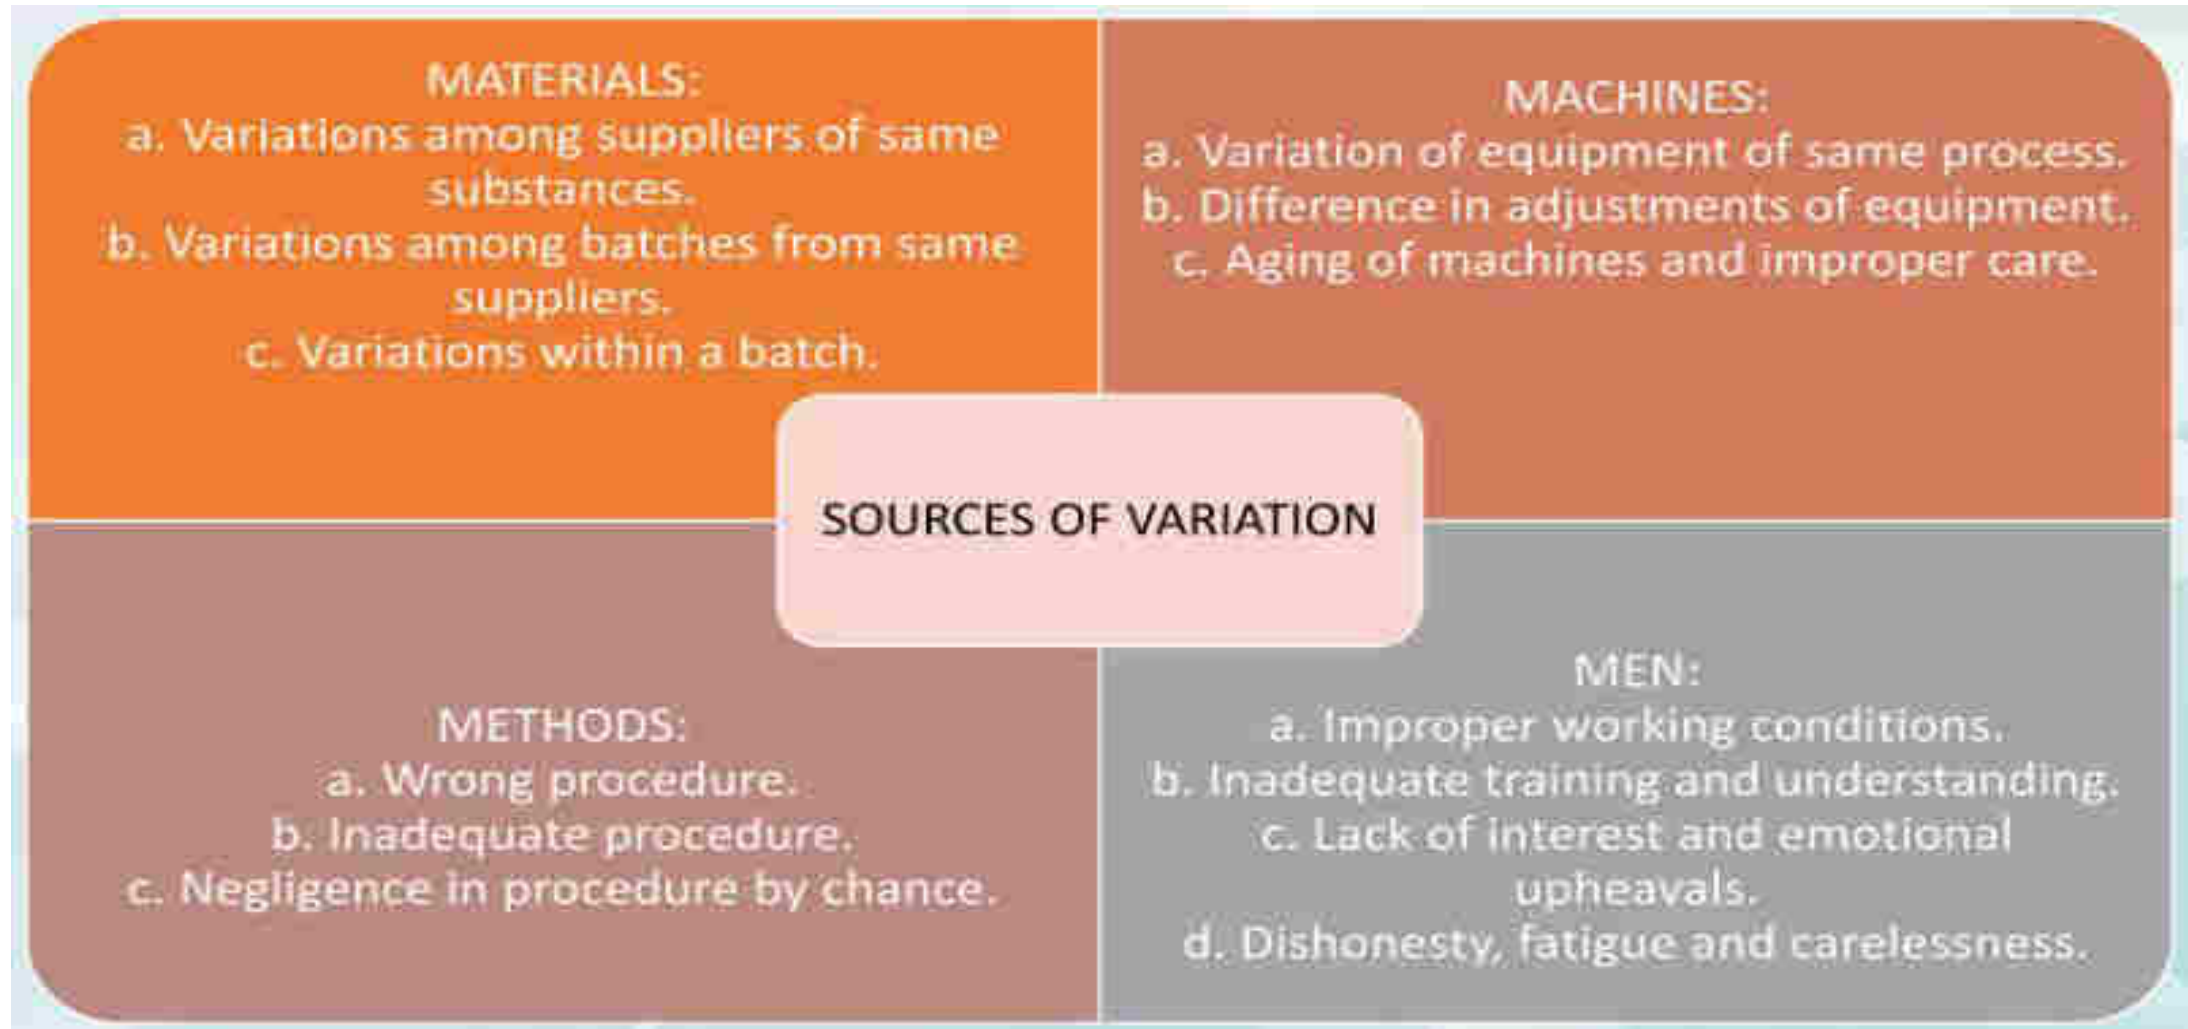 MATERIALS:
a. Variations among suppliers of same
substances.
b. Variations among batches from same
suppliers.
c. Variations within a batch.
MACHINES:
a. Variation of equipment of same process.
b. Difference in adjustments of equipment.
c. Aging of machines and improper care.
SOURCES OF VARIATION
METHODS:
a. Wrong procedure.
b. Inadequate procedure.
c. Negligence in procedure by chance.
MEN:
a. Improper working conditions.
b. Inadequate training and understanding.
c. Lack of interest and emotional
upheavals.
d. Dishonesty, fatigue and carelessness.